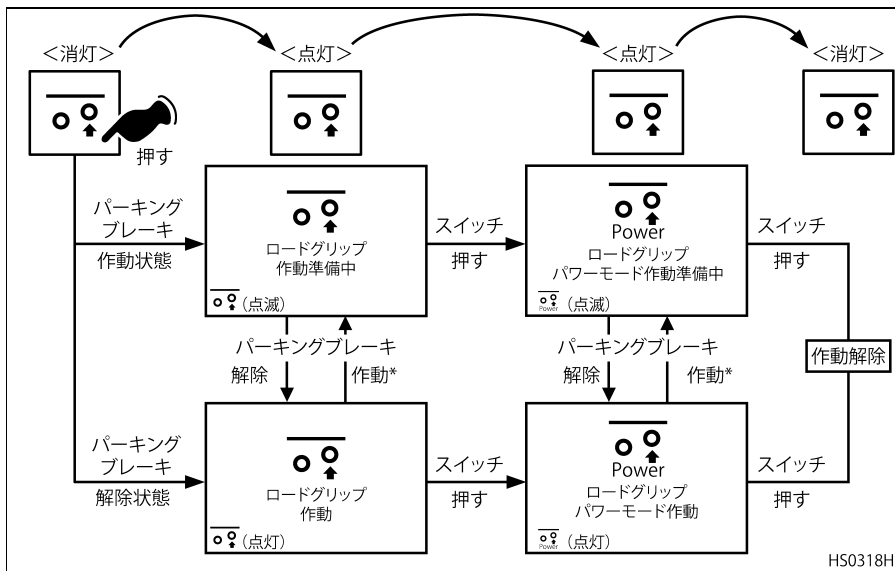 ＜消灯＞
＜点灯＞
＜点灯＞
＜消灯＞
押す
パーキング
ブレーキ
作動状態
ロードグリップ
作動準備中
(点滅)
スイッチ
押す
Power
ロードグリップ
パワーモード作動準備中
Power
(点滅)
スイッチ
押す
パーキングブレーキ
解除
作動*
パーキングブレーキ
解除
作動*
作動解除
パーキング
ブレーキ
解除状態
ロードグリップ
作動
(点灯)
スイッチ
押す
Power
ロードグリップ
パワーモード作動
Power
(点灯)
スイッチ
押す
HS0318H